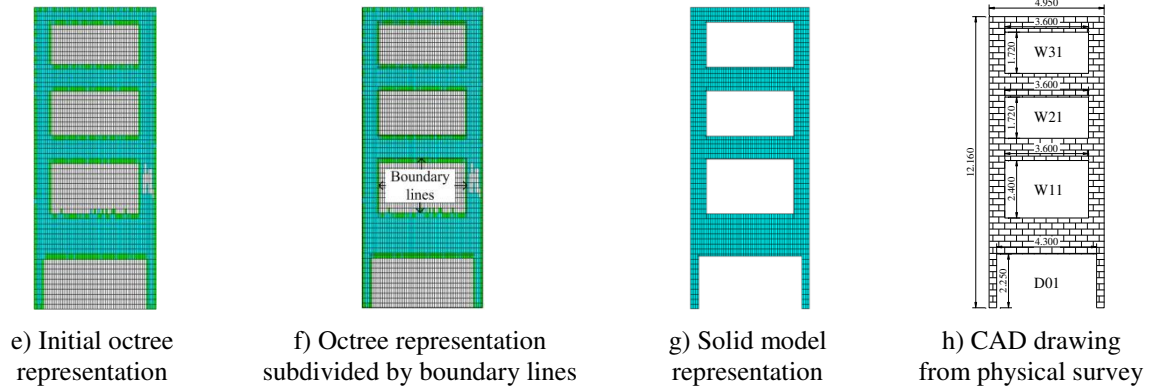 Boundary
lines
4.950
3.600
W31
1.720
3.600
W21
1.720
3.600
12.160
W11
2.400
4.300
D01
2.250
e) Initial octree
representation
f) Octree representation
subdivided by boundary lines
g) Solid model
representation
h) CAD drawing
from physical survey